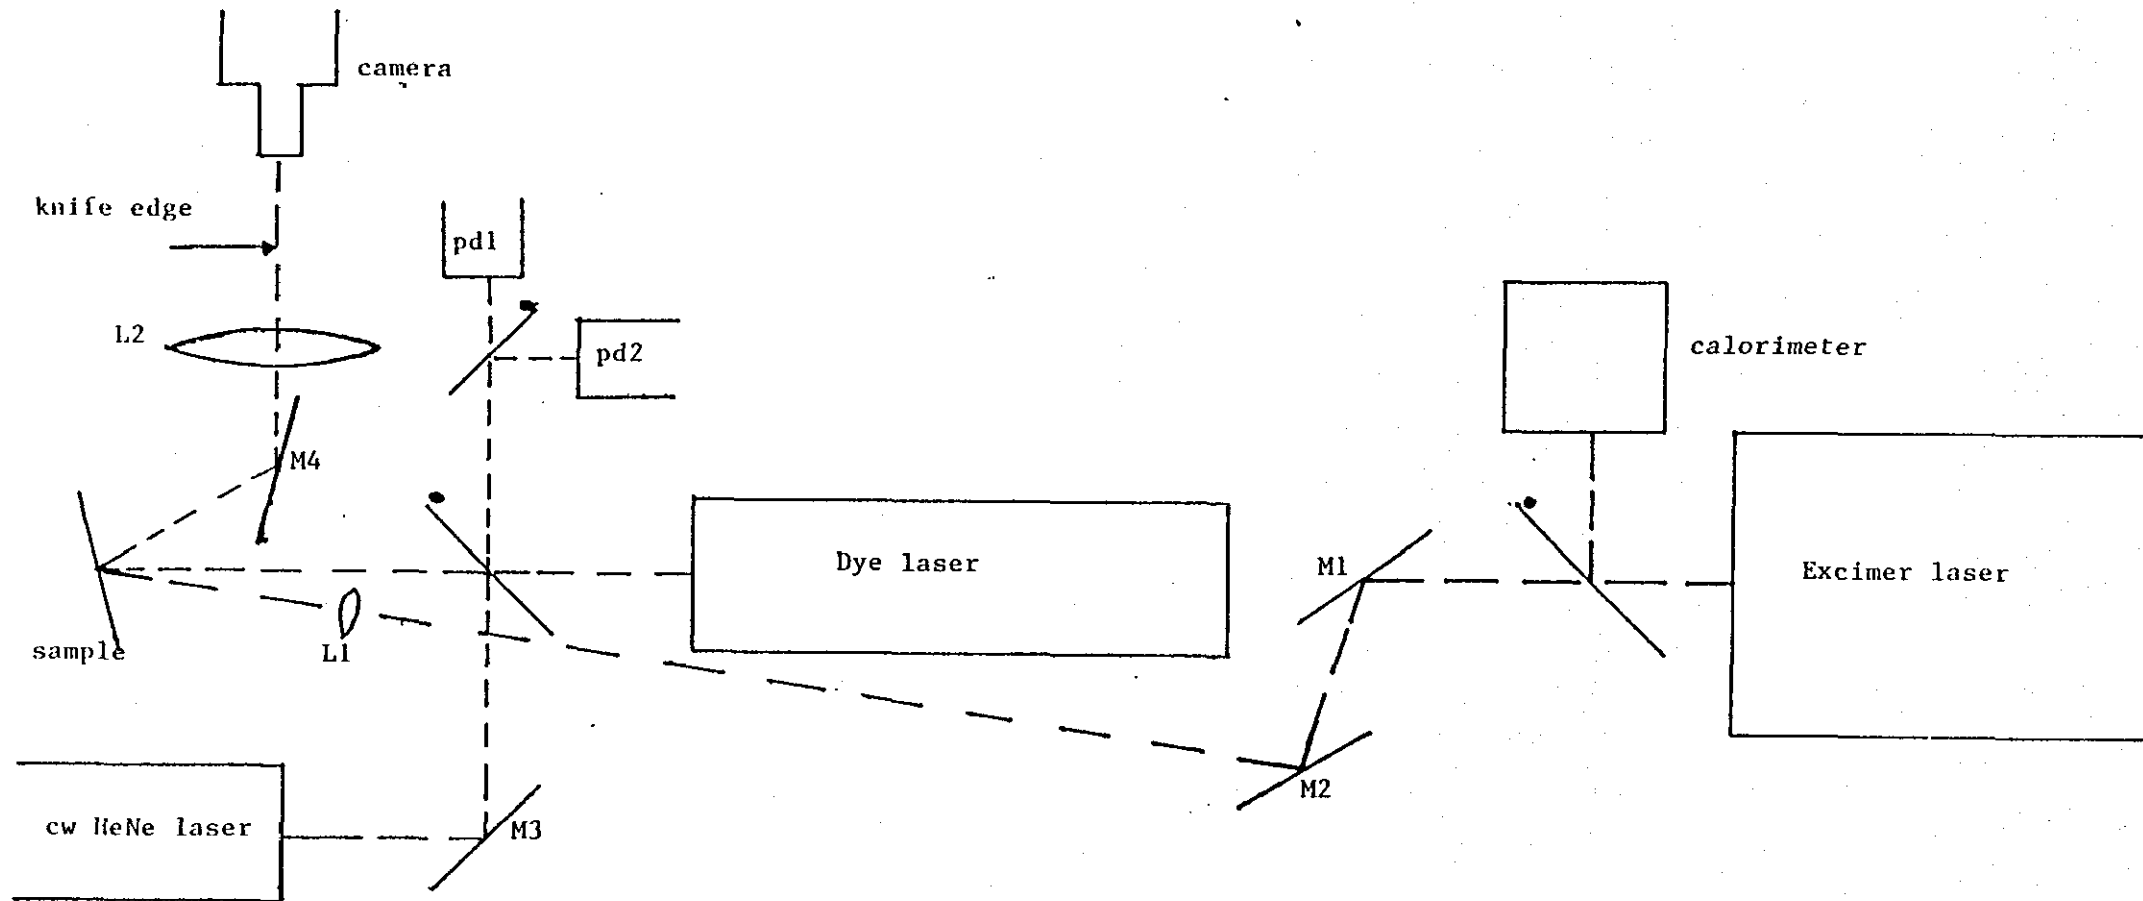 camera
knife edge
pd1
L2
pd2
calorimeter
M4
Dye laser
M1
Excimer laser
sample
L1
M2
cw HeNe laser
M3